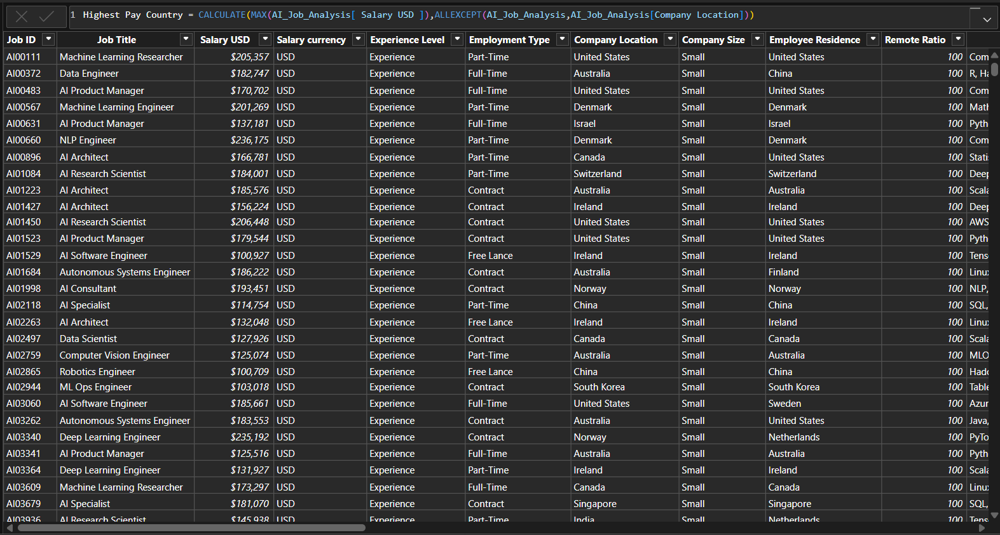 1 Highest Pay Country = CALCULATE(MAX(AI_Job_Analysis[ Salary USD ]),ALLEXCEPT(AI_Job_Analysis,AI_Job_Analysis[Company Location]))
Job ID Job Title Salary USD Salary currency Experience Level Employment Type Company Location Company Size Employee Residence Remote Ratio
AI00111 Machine Learning Researcher $205,357 USD Experience Part-Time United States Small United States 100 Com
AI00372 Data Engineer $182,747 USD Experience Full-Time Australia Small China 100 R, Ha
AI00483 AI Product Manager $170,702 USD Experience Full-Time United States Small United States 100 Com
AI00567 Machine Learning Engineer $201,269 USD Experience Part-Time Denmark Small Denmark 100 Math
AI00631 AI Product Manager $137,181 USD Experience Full-Time Israel Small Israel 100 Pyth
AI00660 NLP Engineer $236,175 USD Experience Part-Time Denmark Small Denmark 100 Com
AI00896 AI Architect $166,781 USD Experience Part-Time Canada Small United States 100 Stati
AI01084 AI Research Scientist $184,001 USD Experience Part-Time Switzerland Small Switzerland 100 Deep
AI01223 AI Architect $185,576 USD Experience Contract Australia Small Australia 100 Scala
AI01427 AI Architect $156,224 USD Experience Contract Ireland Small Ireland 100 Deep
AI01450 AI Research Scientist $206,448 USD Experience Contract United States Small United States 100 AWS
AI01523 AI Product Manager $179,544 USD Experience Contract United States Small United States 100 Pyth
AI01529 AI Software Engineer $100,927 USD Experience Free Lance Ireland Small Ireland 100 Tens
AI01684 Autonomous Systems Engineer $186,222 USD Experience Contract Australia Small Finland 100 Linux
AI01998 AI Consultant $193,451 USD Experience Contract Norway Small Norway 100 NLP,
AI02118 AI Specialist $114,754 USD Experience Part-Time China Small China 100 SQL,
AI02263 AI Architect $132,048 USD Experience Free Lance Ireland Small Ireland 100 Linux
AI02497 Data Scientist $127,926 USD Experience Contract Canada Small Canada 100 Scala
AI02759 Computer Vision Engineer $125,074 USD Experience Part-Time Australia Small Australia 100 MLO
AI02865 Robotics Engineer $100,709 USD Experience Free Lance China Small China 100 Hado
AI02944 ML Ops Engineer $103,018 USD Experience Contract South Korea Small South Korea 100 Table
AI03060 AI Software Engineer $185,661 USD Experience Full-Time United States Small Sweden 100 Azur
AI03262 Autonomous Systems Engineer $183,553 USD Experience Contract Australia Small United States 100 Java,
AI03340 Deep Learning Engineer $235,192 USD Experience Contract Norway Small Netherlands 100 PyTo
AI03341 AI Product Manager $125,516 USD Experience Full-Time Australia Small Australia 100 Pyth
AI03364 Deep Learning Engineer $131,927 USD Experience Part-Time Ireland Small Ireland 100 Scala
AI03609 Machine Learning Researcher $173,297 USD Experience Full-Time Canada Small Canada 100 Linux
AI03679 AI Specialist $181,070 USD Experience Contract Singapore Small Singapore 100 SQL,
AI03936 AI Research Scientist $145,938 USD Experience Part-Time India Small Netherlands 100 Tens